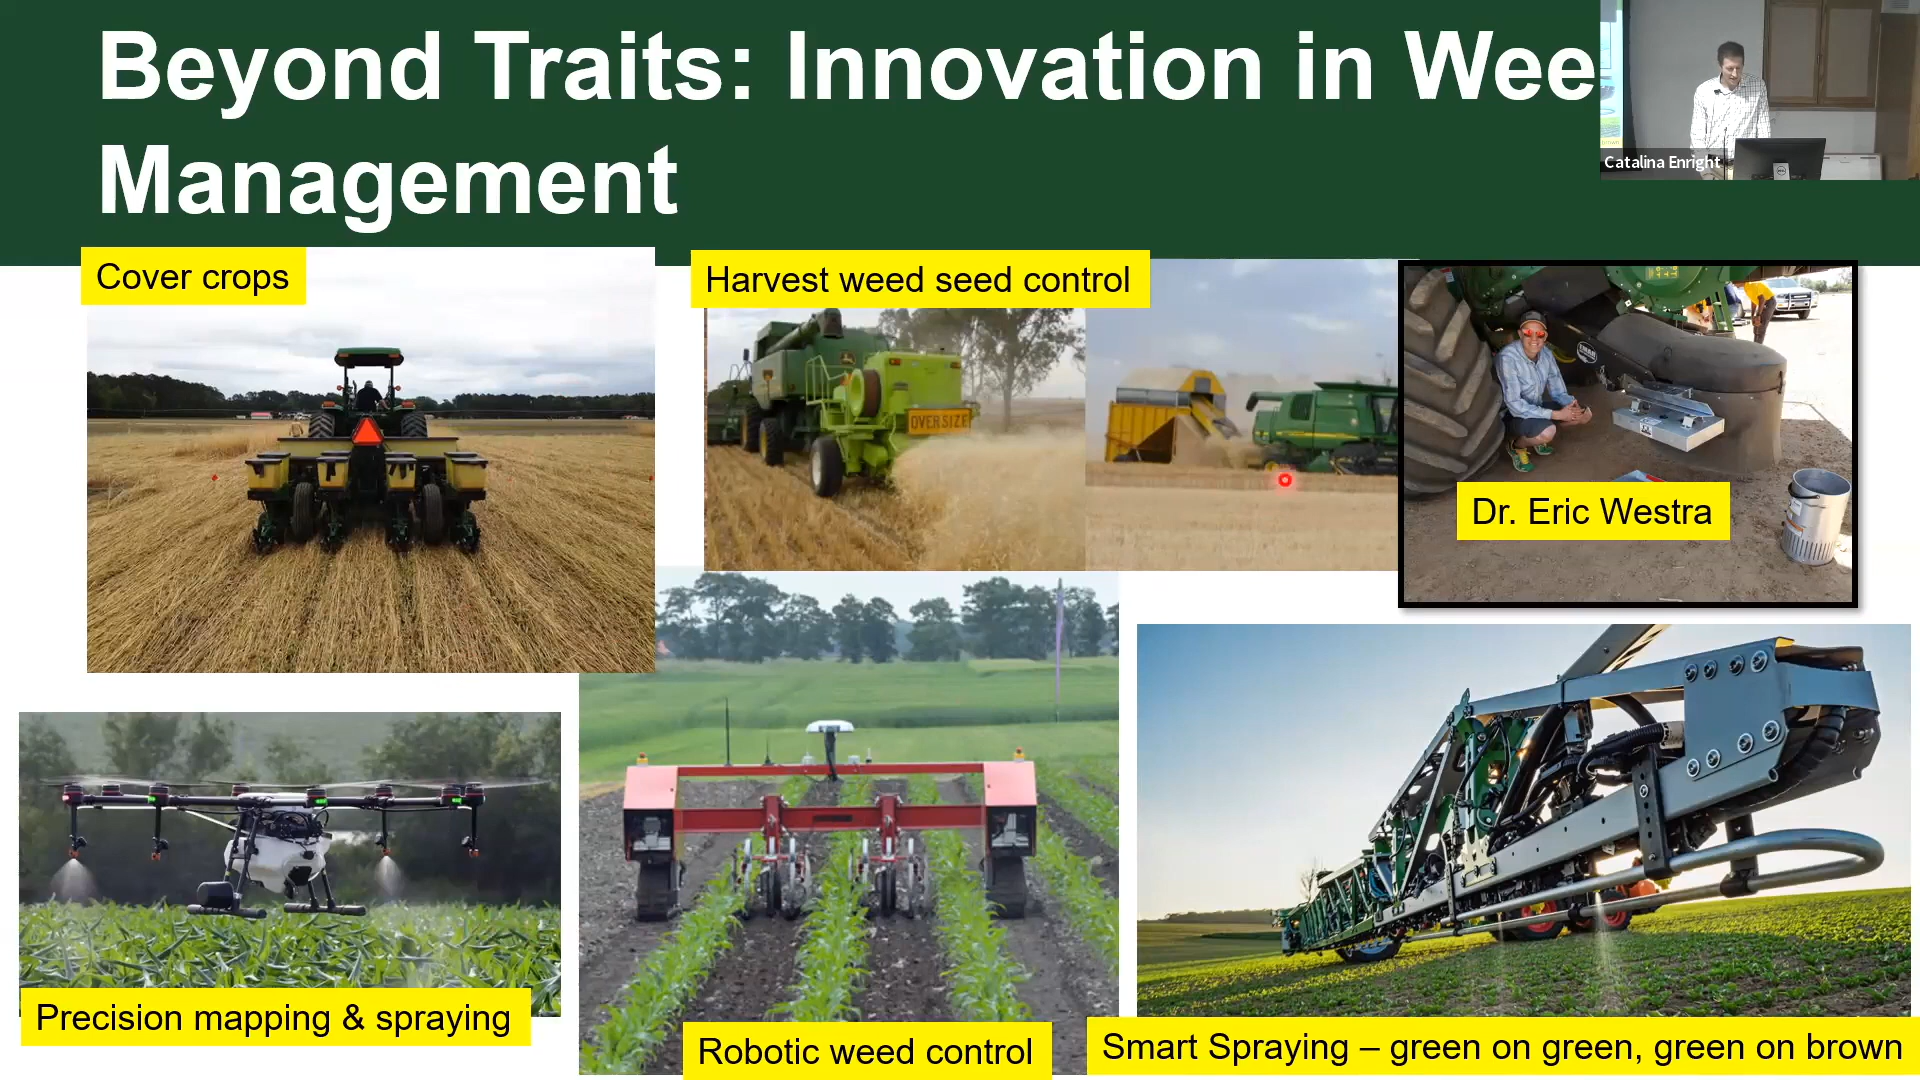 Beyond Traits: Innovation in Wee
Management
Catalina Enright
Cover crops
Harvest weed seed control
OVERSIZE
Dr. Eric Westra
Precision mapping & spraying
Robotic weed control
Smart Spraying – green on green, green on brown